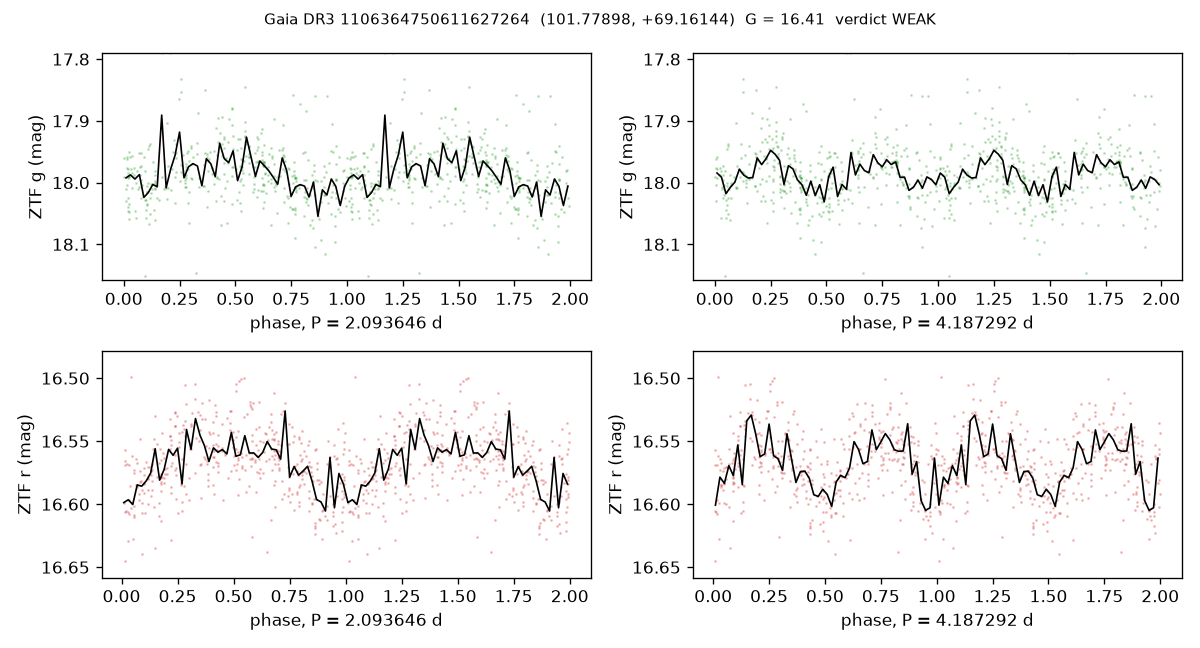 Gaia DR3 1106364750611627264 (101.77898, +69.16144) G = 16.41 verdict WEAK
ZTF g (mag)
17.8
17.9
18.0
18.1
0.00 0.25 0.50 0.75 1.00 1.25 1.50 1.75 2.00
phase, P = 2.093646 d
ZTF g (mag)
17.8
17.9
18.0
18.1
0.00 0.25 0.50 0.75 1.00 1.25 1.50 1.75 2.00
phase, P = 4.187292 d
ZTF r (mag)
16.50
16.55
16.60
16.65
0.00 0.25 0.50 0.75 1.00 1.25 1.50 1.75 2.00
phase, P = 2.093646 d
ZTF r (mag)
16.50
16.55
16.60
16.65
0.00 0.25 0.50 0.75 1.00 1.25 1.50 1.75 2.00
phase, P = 4.187292 d